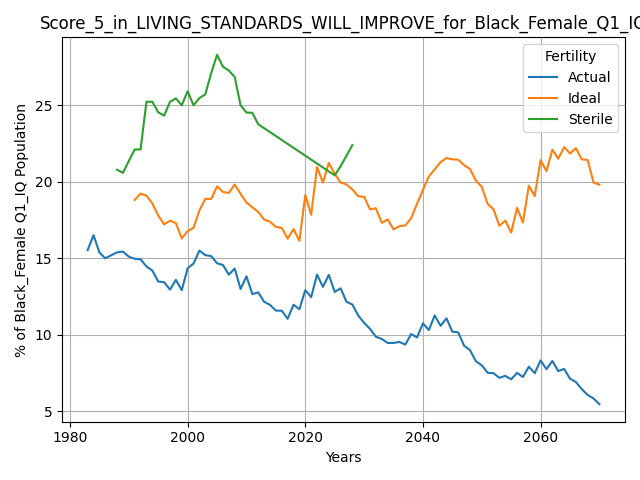 Score_5_in_LIVING_STANDARDS_WILL_IMPROVE_for_Black_Female_Q1_IQ
Fertility
Actual
Ideal
Sterile
% of Black_Female Q1_IQ Population
25
20
15
10
5
1980
2000
2020
2040
2060
Years